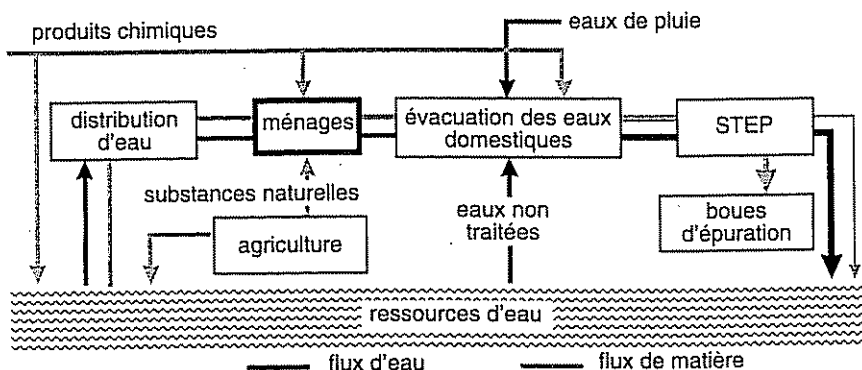 produits chimiques
eaux de pluie
distribution
d'eau
ménages
évacuation des eaux
domestiques
STEP
substances naturelles
agriculture
eaux non
traitées
boues
d'épuration
ressources d'eau
flux d'eau
flux de matière